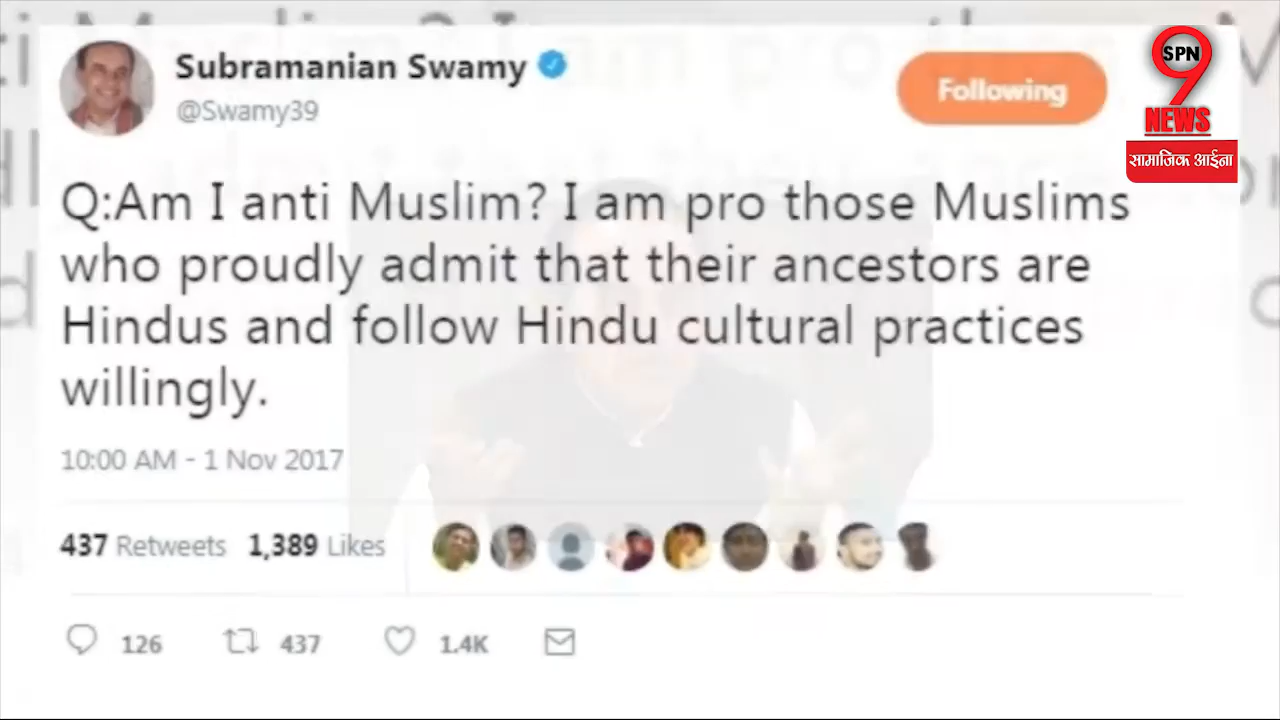 Subramanian Swamy
@Swamy39
Following
SPN
9
NEWS
सामाजिक आईना
Q:Am I anti Muslim? I am pro those Muslims
who proudly admit that their ancestors are
Hindus and follow Hindu cultural practices
willingly.
10:00 AM - 1 Nov 2017
437 Retweets 1,389 Likes
126 437 1.4K